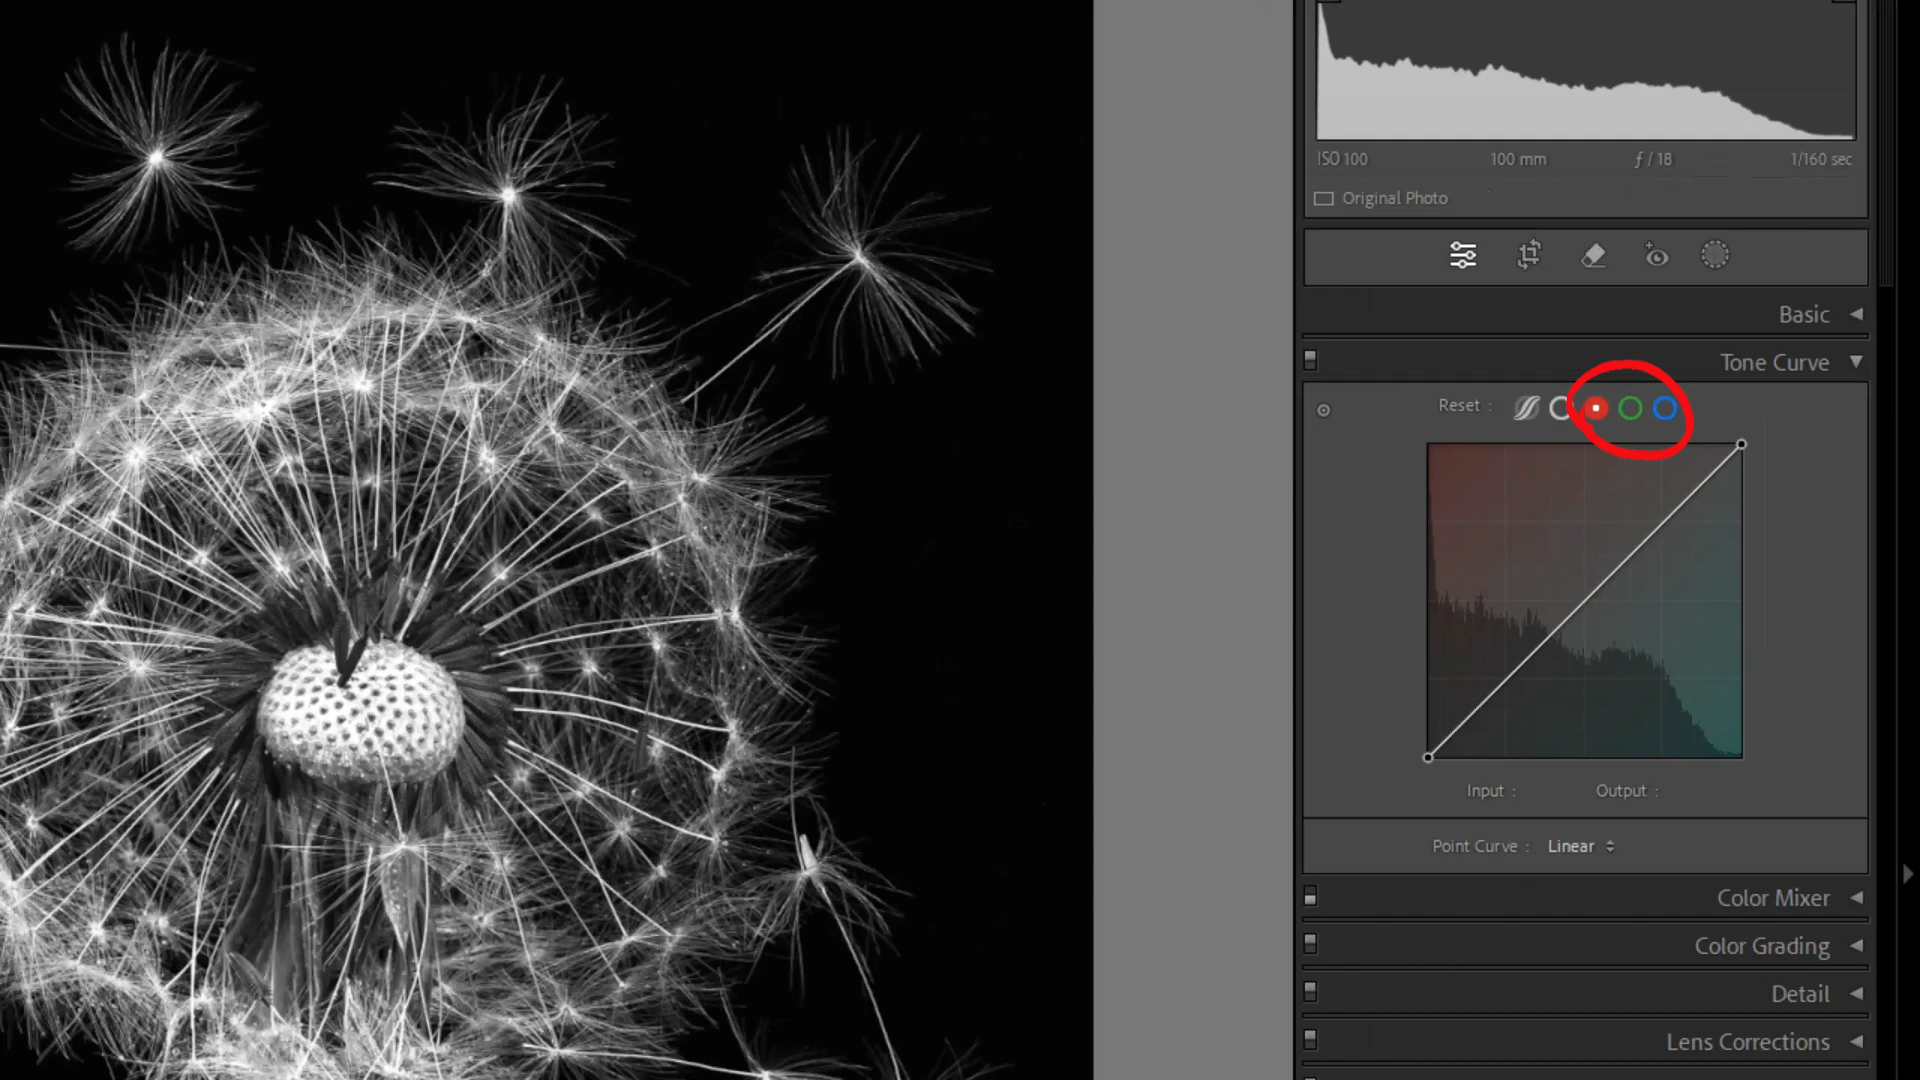 ISO 100 100 mm ƒ / 18 1/160 sec
Original Photo
Basic
Tone Curve
Reset :
Input : Output :
Point Curve : Linear
Color Mixer
Color Grading
Detail
Lens Corrections